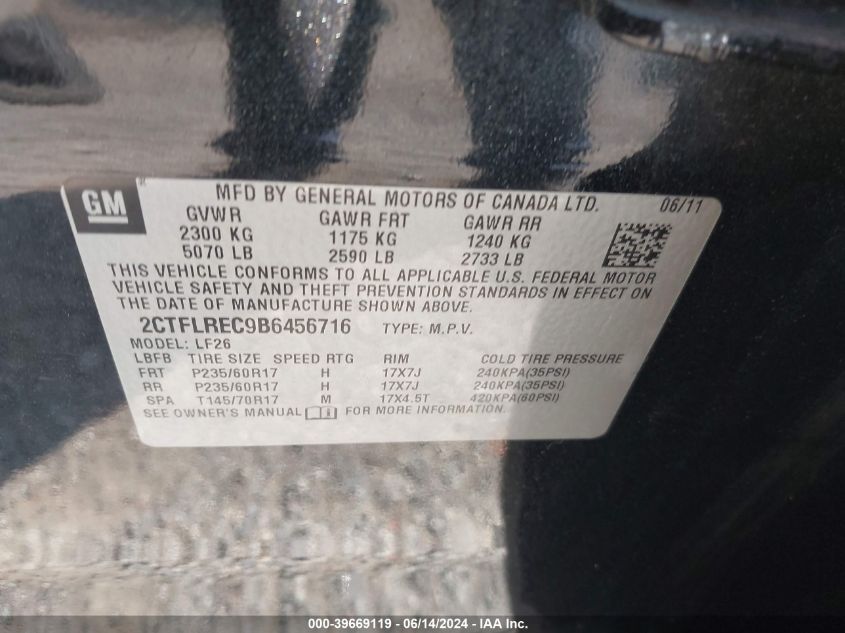 GM
MFD BY GENERAL MOTORS OF CANADA LTD. 06/11
GVWR GAWR FRT GAWR RR
2300 KG 1175 KG 1240 KG
5070 LB 2590 LB 2733 LB
THIS VEHICLE CONFORMS TO ALL APPLICABLE U.S. FEDERAL MOTOR
VEHICLE SAFETY AND THEFT PREVENTION STANDARDS IN EFFECT ON
THE DATE OF MANUFACTURE SHOWN ABOVE.
2CTFLREC9B6456716 TYPE: M.P.V.
MODEL: LF26
LBFB TIRE SIZE SPEED RTG RIM COLD TIRE PRESSURE
FRT P235/60R17 H 17X7J 240KPA(35PSI)
RR P235/60R17 H 17X7J 240KPA(35PSI)
SPA T145/70R17 M 17X4.5T 420KPA(60PSI)
SEE OWNER'S MANUAL FOR MORE INFORMATION.
000-39669119 - 06/14/2024 - IAA Inc.